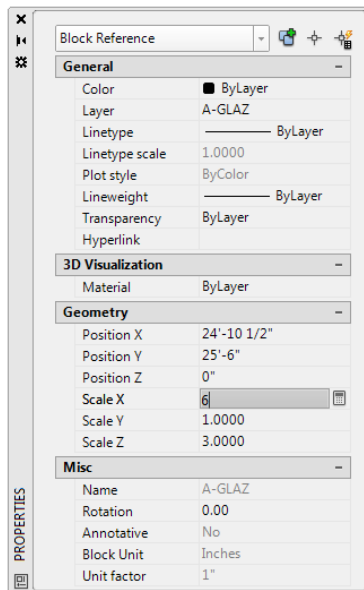 Block Reference
General
Color ByLayer
Layer A-GLAZ
Linetype ByLayer
Linetype scale 1.0000
Plot style ByColor
Lineweight ByLayer
Transparency ByLayer
Hyperlink
3D Visualization
Material ByLayer
Geometry
Position X 24'-10 1/2"
Position Y 25'-6"
Position Z 0"
Scale X 6
Scale Y 1.0000
Scale Z 3.0000
Misc
Name A-GLAZ
Rotation 0.00
Annotative No
Block Unit Inches
Unit factor 1"
PROPERTIES